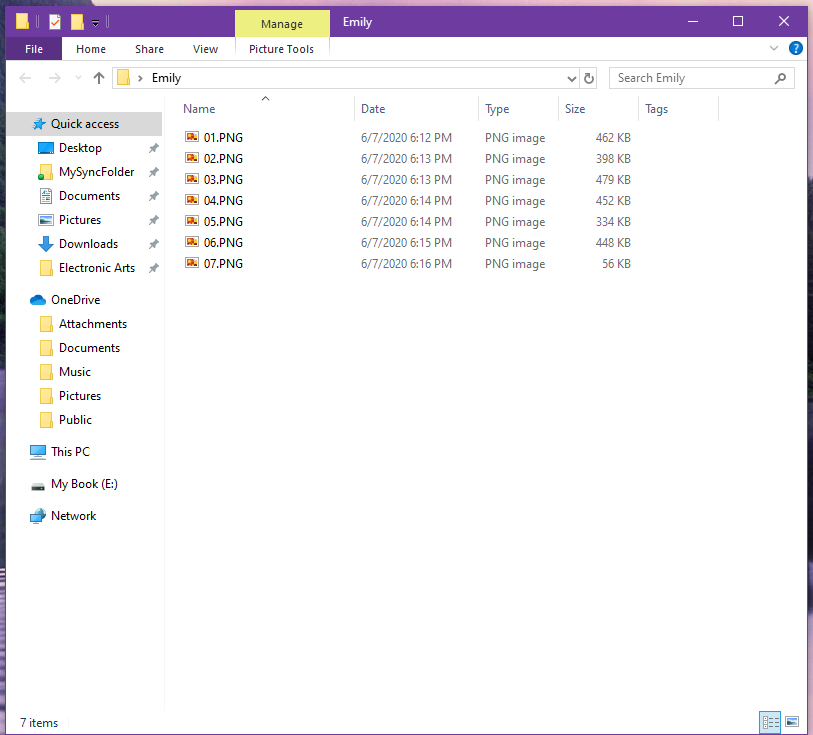 Manage
Emily
File
Home
Share
View
Picture Tools
?
Emily
Search Emily
Name
Date
Type
Size
Tags
Quick access
Desktop
MySyncFolder
Documents
Pictures
Downloads
Electronic Arts
OneDrive
Attachments
Documents
Music
Pictures
Public
This PC
My Book (E:)
Network
01.PNG 6/7/2020 6:12 PM PNG image 462 KB
02.PNG 6/7/2020 6:13 PM PNG image 398 KB
03.PNG 6/7/2020 6:13 PM PNG image 479 KB
04.PNG 6/7/2020 6:14 PM PNG image 452 KB
05.PNG 6/7/2020 6:14 PM PNG image 334 KB
06.PNG 6/7/2020 6:15 PM PNG image 448 KB
07.PNG 6/7/2020 6:16 PM PNG image 56 KB
7 items